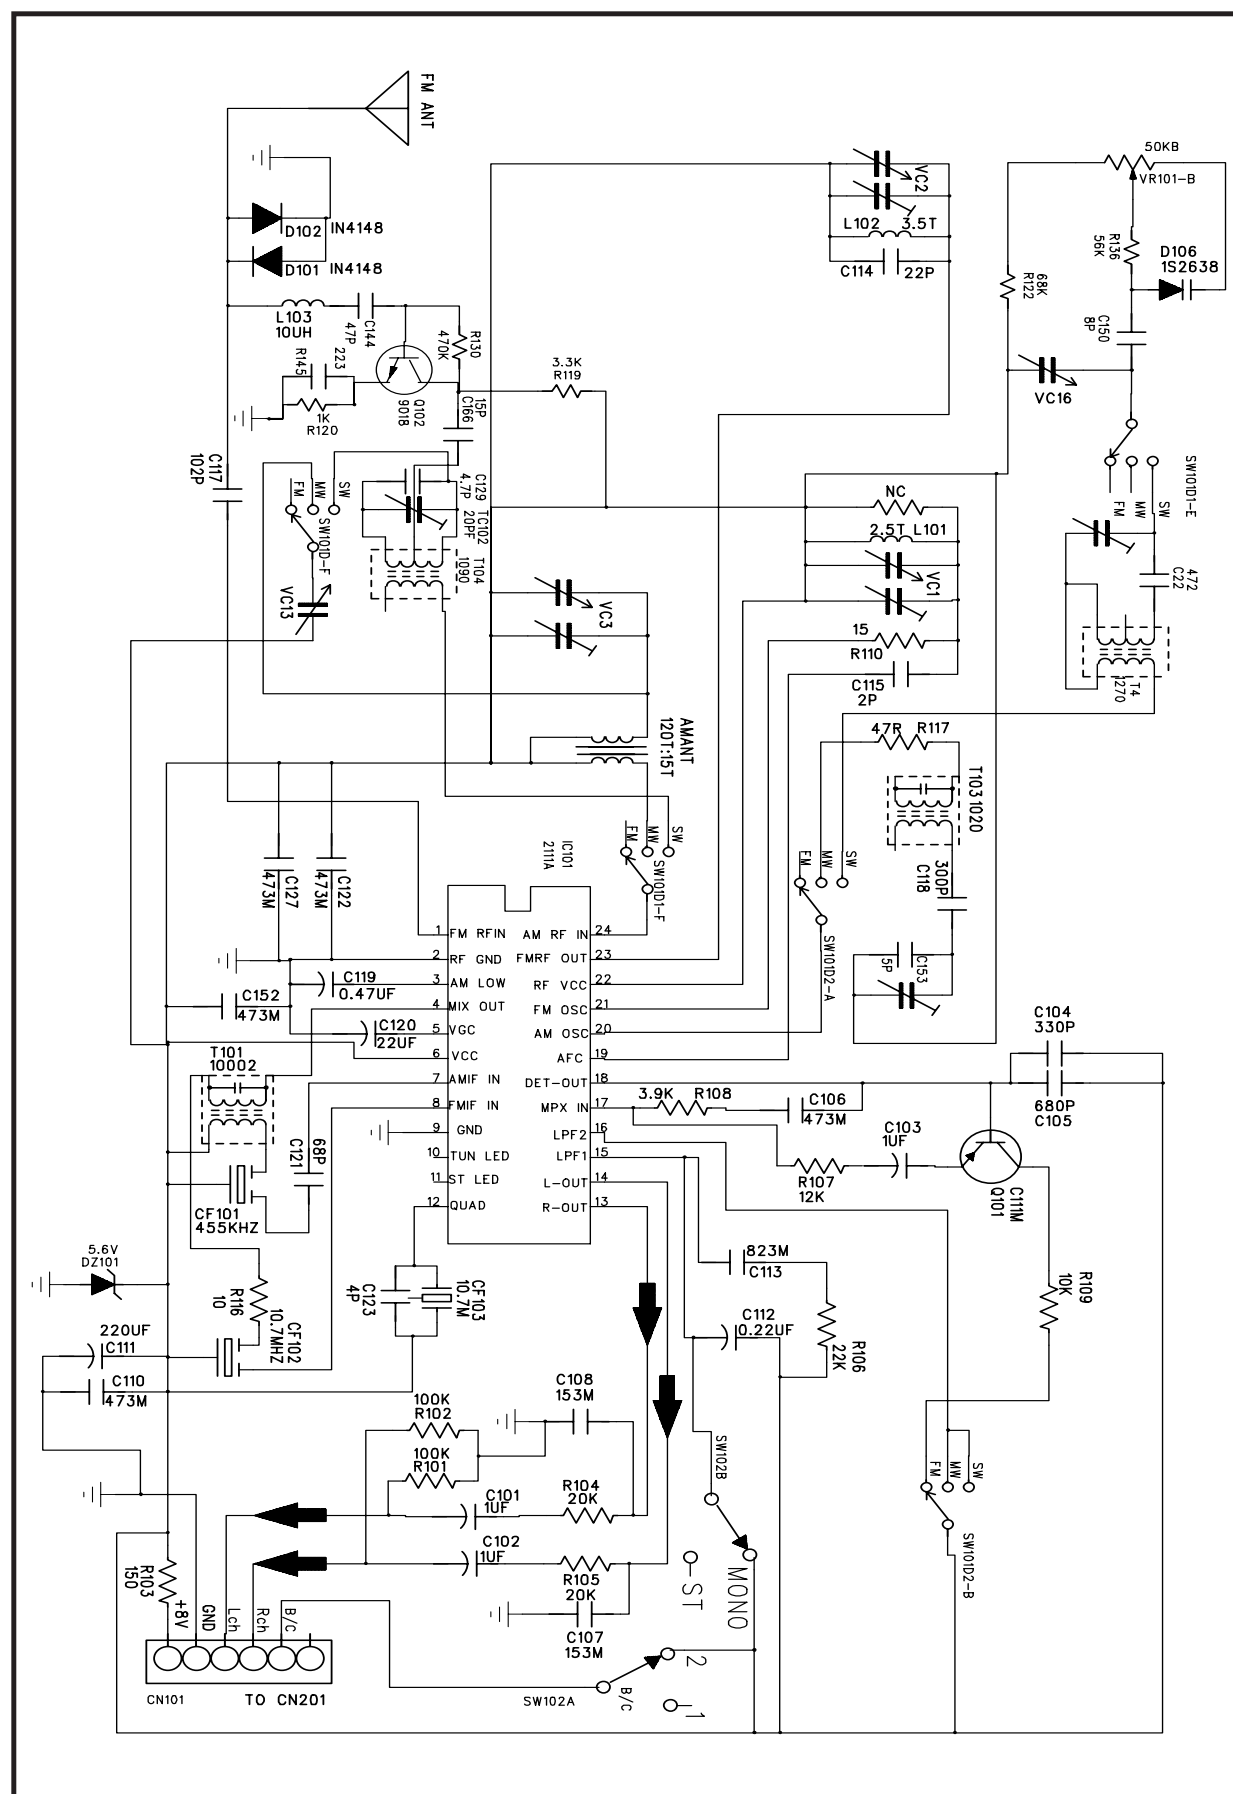 FM ANT
D102
IN4148
D101
IN4148
L103
10UH
C144
47P
R145
223
1K
R120
Q102
901B
R130
470K
15P
C166
3.3K
R119
C117
102P
FM
MW
SW
SW101D-F
VC13
C129
4.7P
TC102
20PF
T104
1090
VC3
VC2
L102
3.5T
C114
22P
50KB
VR101-B
R136
56K
D106
1S2638
68K
R122
C150
8P
VC16
SW101D1-E
FM
MW
SW
472
C22
T4
1270
NC
2.5T L101
VC1
15
R110
C115
2P
47R
R117
T103
1020
300P
C118
C153
5P
FM
MW
SW
SW101D2-A
AMANT
120T:15T
FM
MW
SW
SW101D1-F
C127
473M
C122
473M
IC101
2111A
1 FM RFIN
2 RF GND
3 AM LOW
4 MIX OUT
5 VGC
6 VCC
7 AMIF IN
8 FMIF IN
9 GND
10 TUN LED
11 ST LED
12 QUAD
AM RF IN 24
FMRF OUT 23
RF VCC 22
FM OSC 21
AM OSC 20
AFC 19
DET-OUT 18
MPX IN 17
LPF2 16
LPF1 15
L-OUT 14
R-OUT 13
C119
0.47UF
C152
473M
C120
22UF
T101
10002
68P
C121
CF101
455KHZ
5.6V
DZ101
R116
10
CF102
10.7MHZ
220UF
C111
C110
473M
C123
4P
CF103
10.7M
3.9K
R108
C106
473M
C104
330P
680P
C105
R107
12K
C103
1UF
Q101
C111M
R109
10K
823M
C113
C112
0.22UF
R106
22K
C108
153M
100K
R102
100K
R101
C101
1UF
R104
20K
C102
1UF
R105
20K
C107
153M
SW102B
MONO
ST
FM
MW
SW
SW101D2-B
R103
150
+8V
GND
Lch
Rch
B/C
CN101
TO CN201
SW102A
B/C
2
1